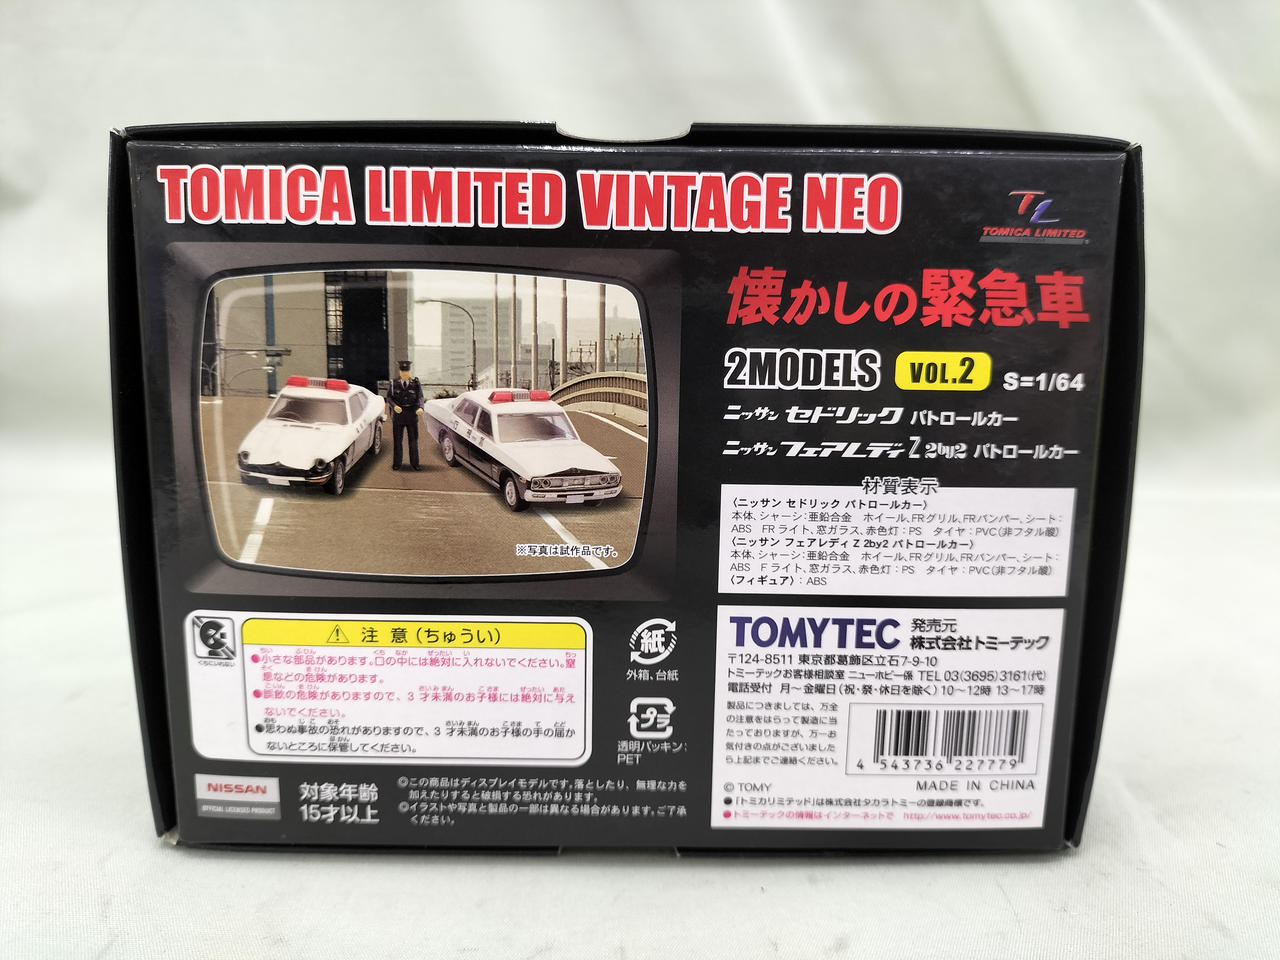 TOMICA LIMITED VINTAGE NEO
TL
TOMICA LIMITED
懐かしの緊急車
2MODELS VOL.2 S=1/64
ニッサン セドリック パトロールカー
ニッサン フェアレディ Z 2by2 パトロールカー
※写真は試作品です。
材質表示
〈ニッサン セドリック パトロールカー〉
本体、シャーシ:亜鉛合金 ホイール、FRグリル、FRバンパー、シート:
ABS FRライト、窓ガラス、赤色灯:PS タイヤ:PVC(非フタル酸)
〈ニッサン フェアレディ Z 2by2 パトロールカー〉
本体、シャーシ:亜鉛合金 ホイール、FRグリル、FRバンパー、シート:
ABS Fライト、窓ガラス、赤色灯:PS タイヤ:PVC(非フタル酸)
〈フィギュア〉:ABS
くちにいれない
注意(ちゅうい)
●小さな部品があります。口の中には絶対に入れないでください。窒
息などの危険があります。
●誤飲の危険がありますので、3才未満のお子様には絶対に与え
ないでください。
●思わぬ事故の恐れがありますので、3才未満のお子様の手の届か
ないところに保管してください。
紙
外箱、台紙
プラ
透明パッキン:
PET
NISSAN
OFFICIAL LICENSED PRODUCT
対象年齢
15才以上
◎この商品はディスプレイモデルです。落としたり、無理な力を
加えたりすると破損する恐れがあります。
◎イラストや写真と製品の一部は異なる場合があります。ご了承
ください。
TOMYTEC 発売元
株式会社トミーテック
〒124-8511 東京都葛飾区立石7-9-10
トミーテックお客様相談室 ニューホビー係 TEL 03(3695)3161(代)
電話受付 月〜金曜日(祝・祭・休日を除く)10〜12時 13〜17時
製品につきましては、万全
の注意をはらって製造に当
たっておりますが、万一お
気付きの点がございました
ら上記までご連絡ください。
4 543736 227779
© TOMY
MADE IN CHINA
●「トミカリミテッド」は株式会社タカラトミーの登録商標です。
●トミーテックの情報はインターネットで http://www.tomytec.co.jp/